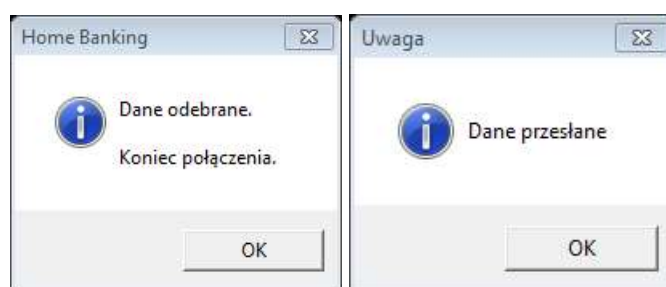 Home Banking
Dane odebrane.
Koniec połączenia.
OK
Uwaga
Dane przesłane
OK